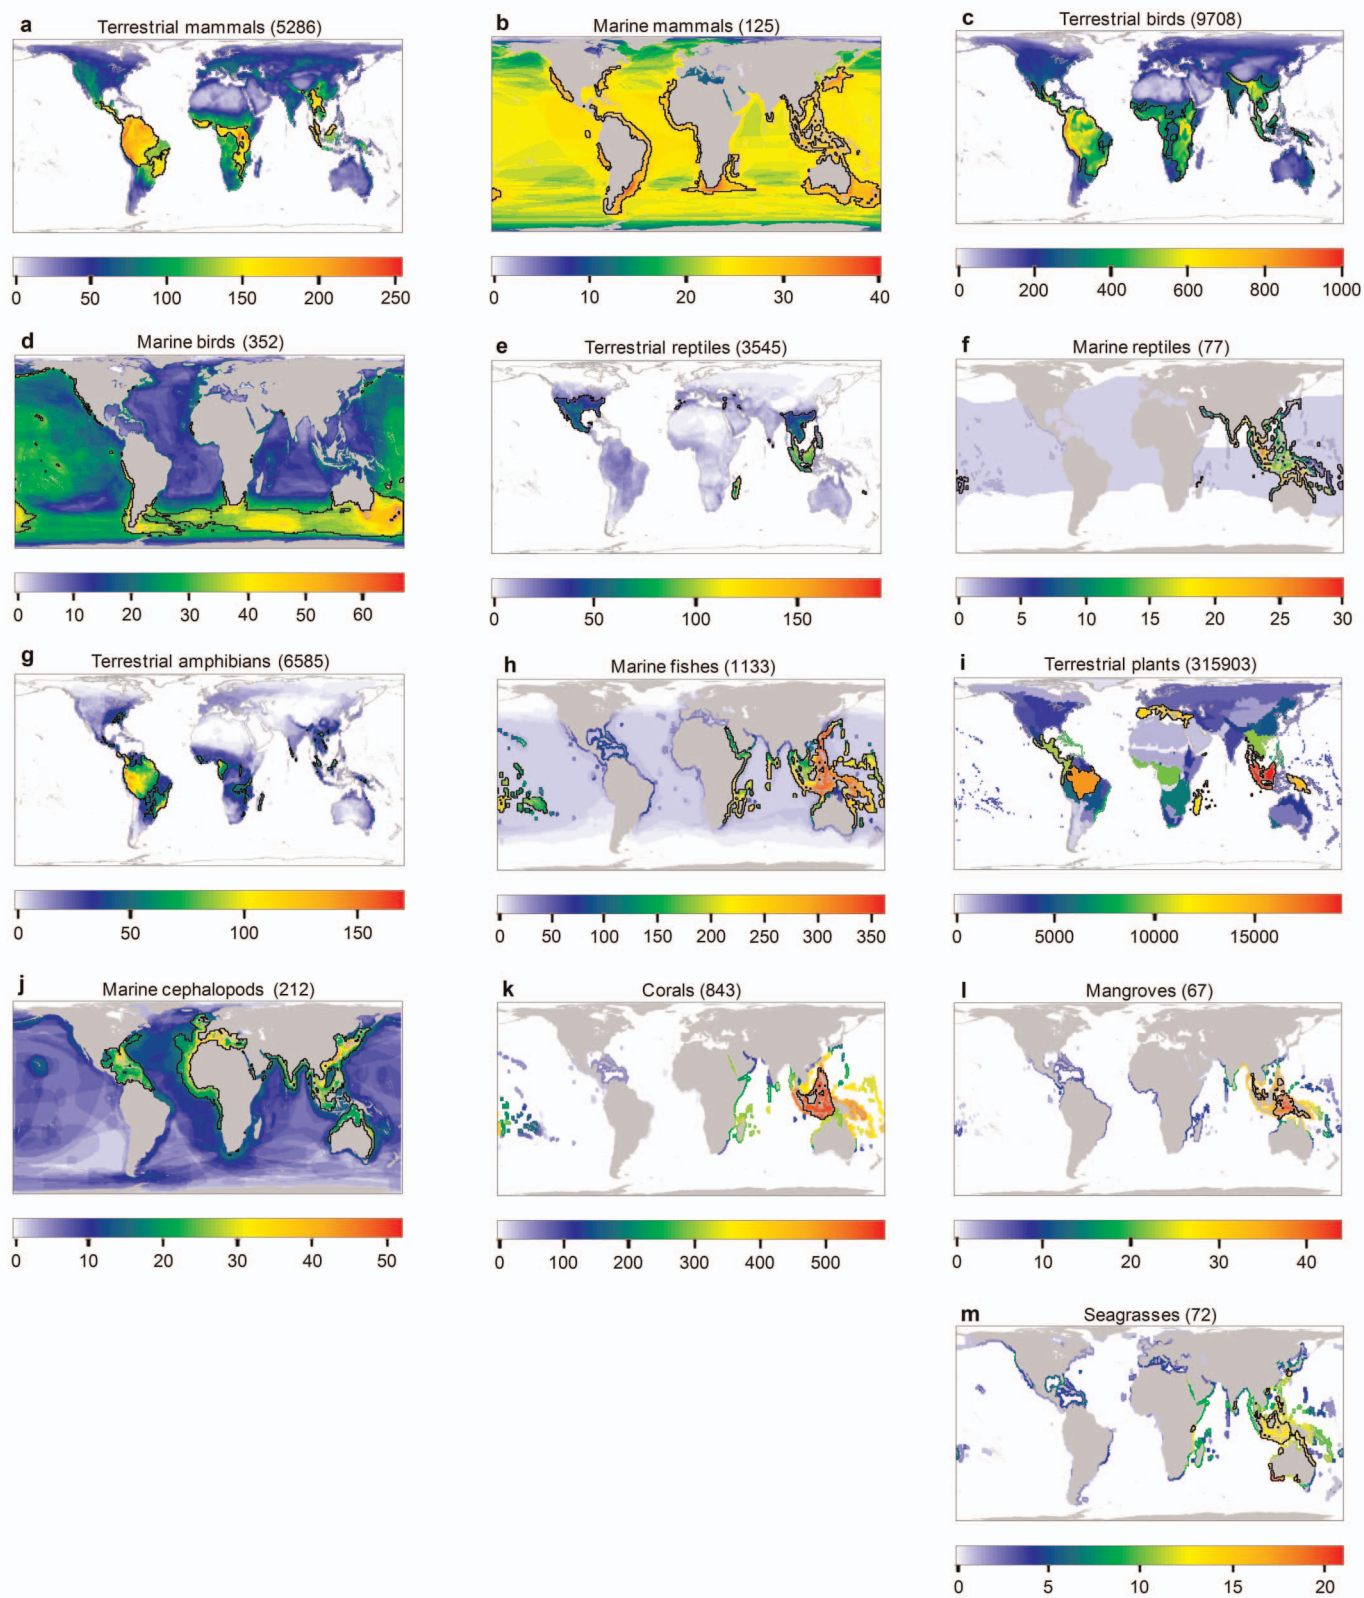 a Terrestrial mammals (5286)
0 50 100 150 200 250
b Marine mammals (125)
0 10 20 30 40
c Terrestrial birds (9708)
0 200 400 600 800 1000
d Marine birds (352)
0 10 20 30 40 50 60
e Terrestrial reptiles (3545)
0 50 100 150
f Marine reptiles (77)
0 5 10 15 20 25 30
g Terrestrial amphibians (6585)
0 50 100 150
h Marine fishes (1133)
0 50 100 150 200 250 300 350
i Terrestrial plants (315903)
0 5000 10000 15000
j Marine cephalopods (212)
0 10 20 30 40 50
k Corals (843)
0 100 200 300 400 500
l Mangroves (67)
0 10 20 30 40
m Seagrasses (72)
0 5 10 15 20